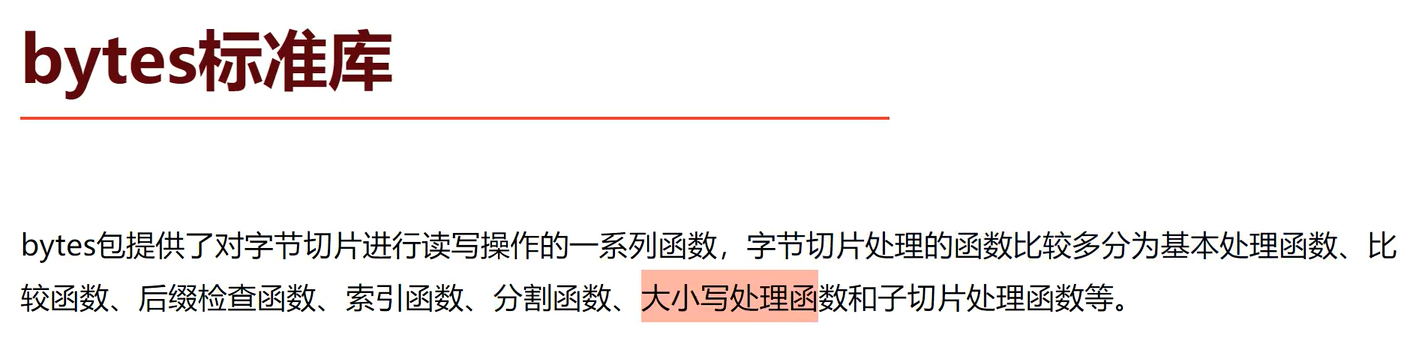 bytes标准库
bytes包提供了对字节切片进行读写操作的一系列函数，字节切片处理的函数比较多分为基本处理函数、比
较函数、后缀检查函数、索引函数、分割函数、大小写处理函数和子切片处理函数等。